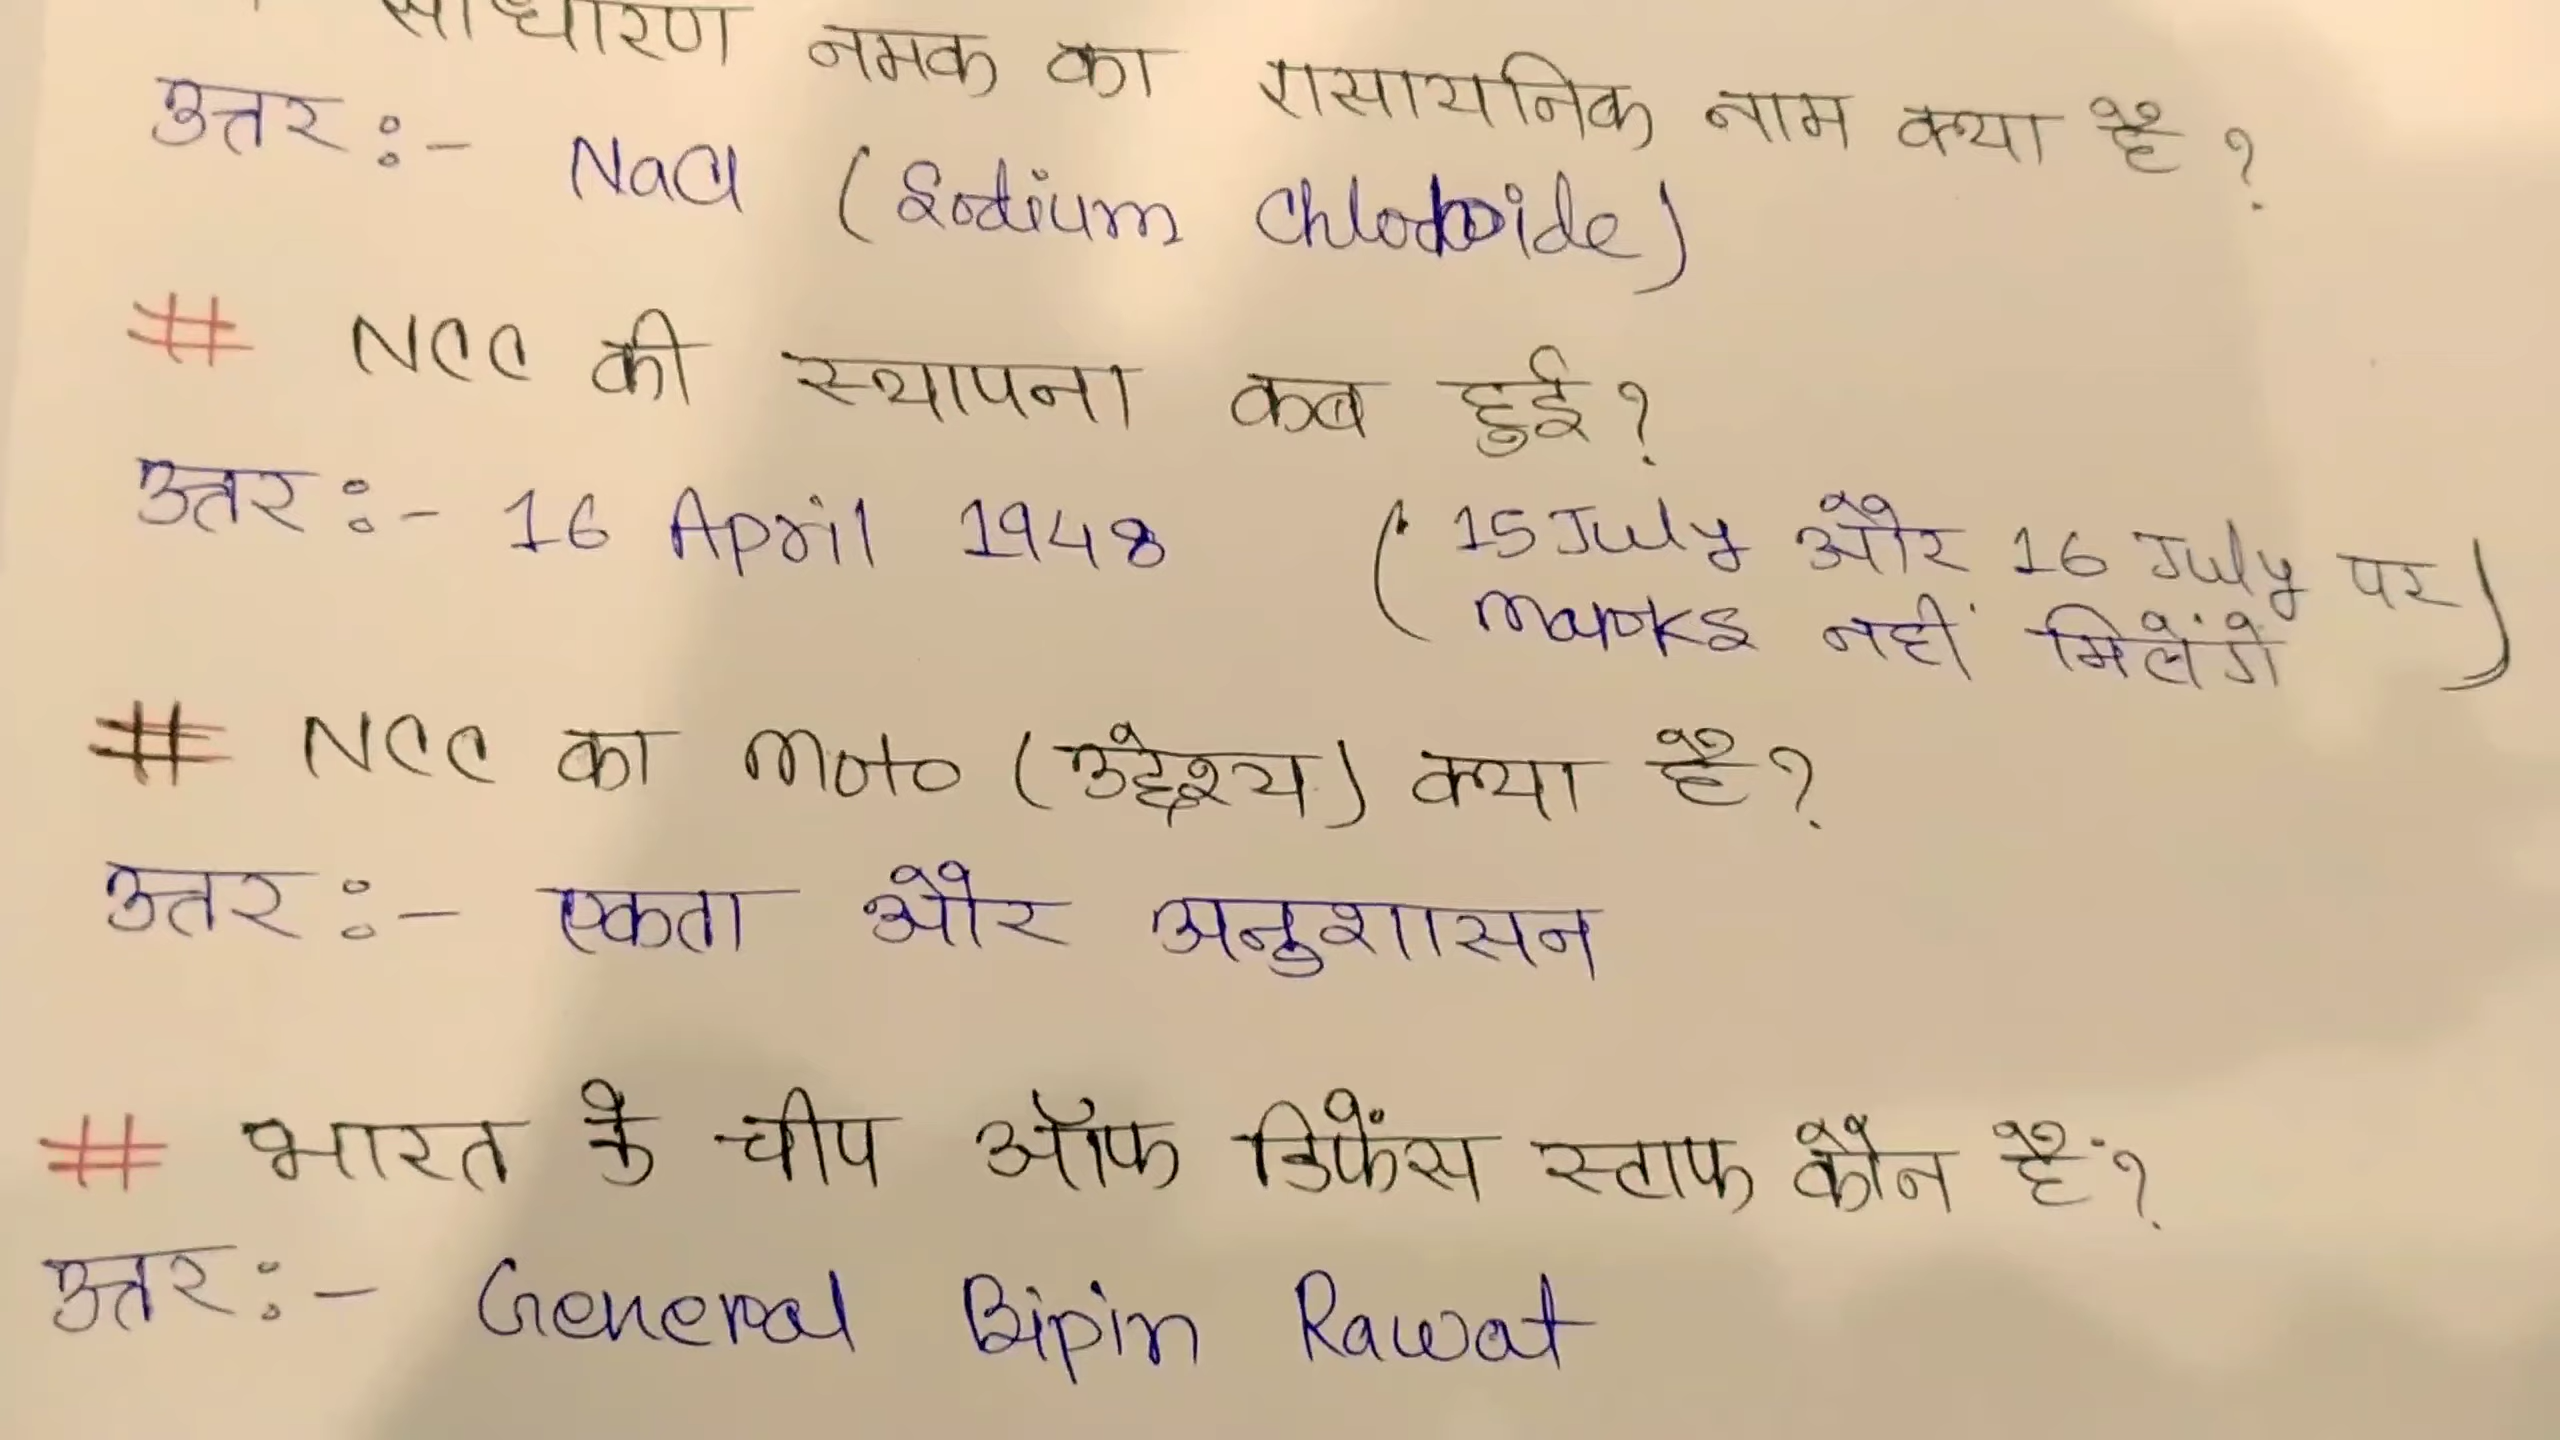 साधारण नमक का रासायनिक नाम क्या है ?
उत्तर :- NaCl (Sodium Chloride)
# NCC की स्थापना कब हुई ?
उत्तर :- 16 April 1948 ( 15 July और 16 July पर
marks नहीं मिलेंगे )
# NCC का Moto (उद्देश्य) क्या है ?
उत्तर :- एकता और अनुशासन
# भारत के चीप ऑफ डिफेंस स्टाफ कौन हैं ?
उत्तर :- General Bipin Rawat